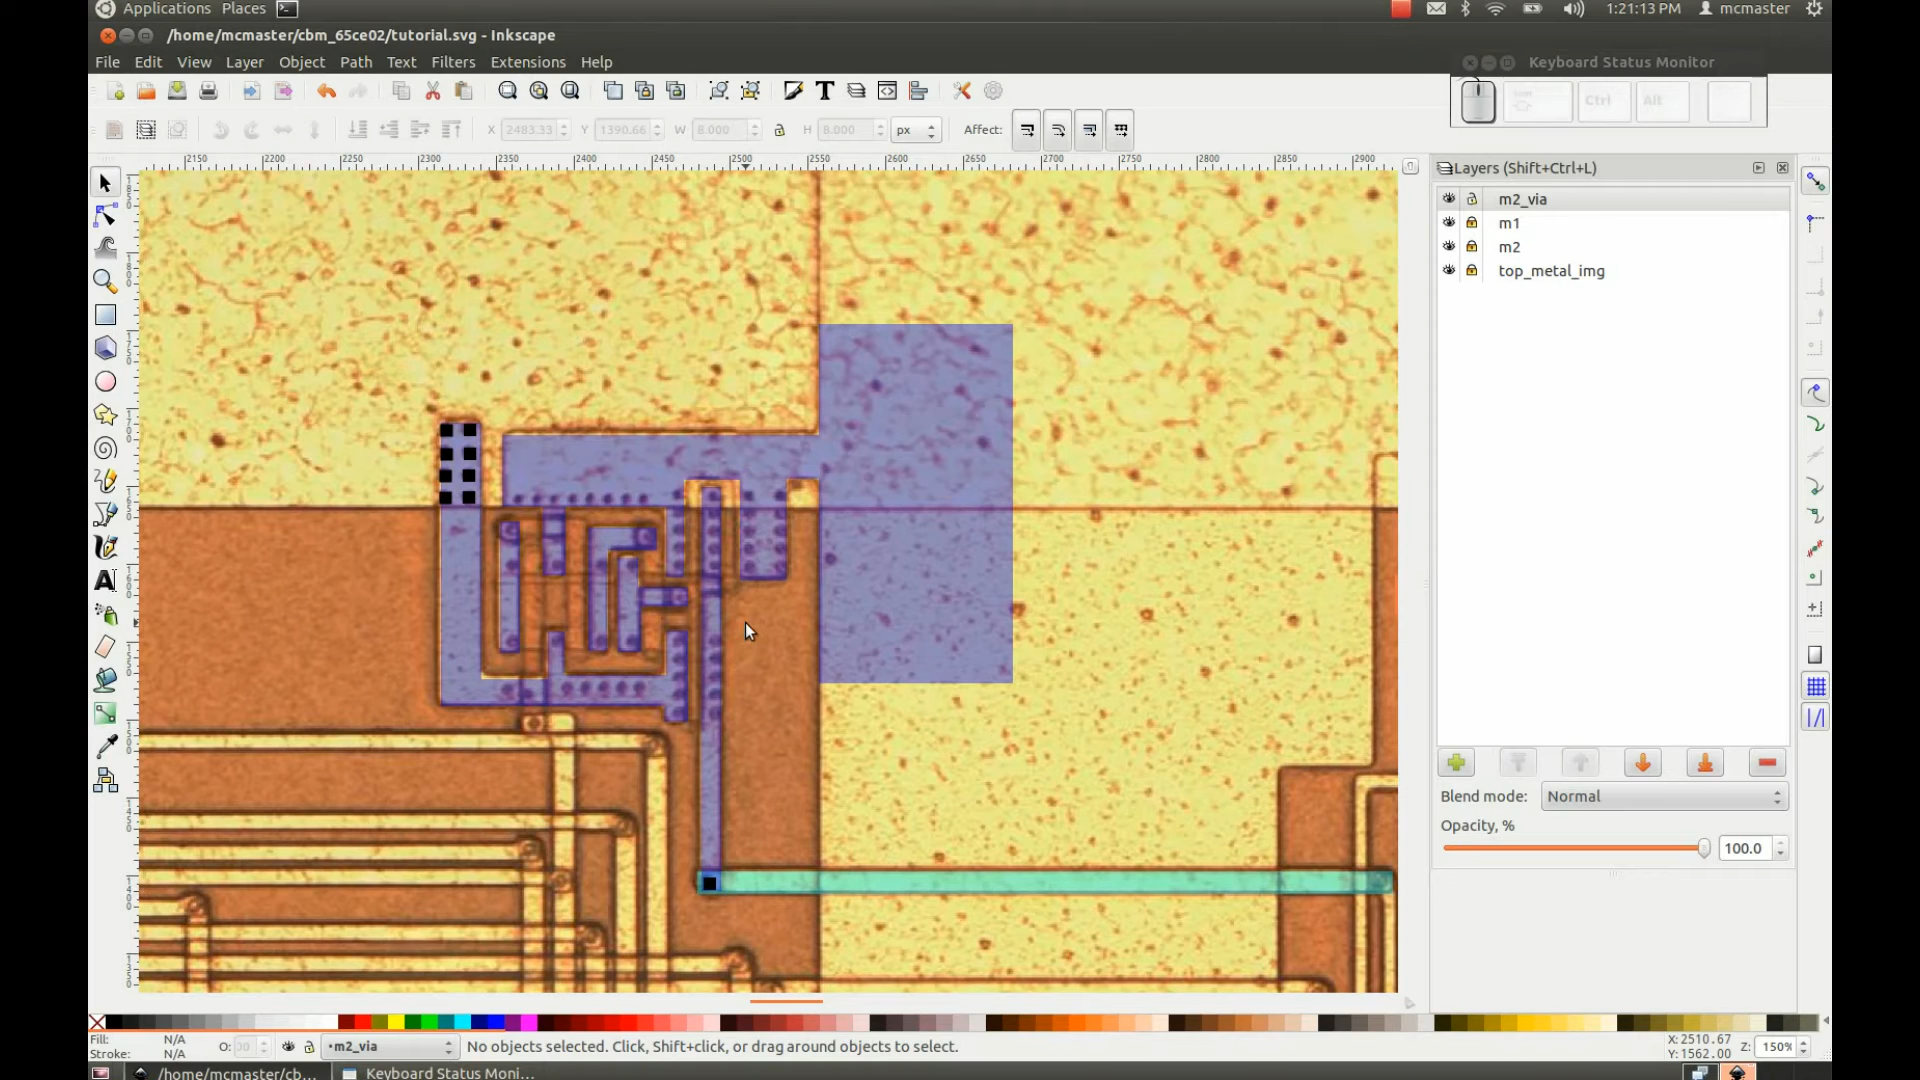 Applications Places 1:21:13 PM mcmaster
/home/mcmaster/cbm_65ce02/tutorial.svg - Inkscape
File Edit View Layer Object Path Text Filters Extensions Help
Keyboard Status Monitor
Ctrl Alt
X 2483.33 Y 1390.66 W 8.000 H 8.000 px Affect:
2150 2200 2250 2300 2350 2400 2450 2500 2550 2600 2650 2700 2750 2800 2850 2900
Layers (Shift+Ctrl+L)
m2_via
m1
m2
top_metal_img
Blend mode: Normal
Opacity, %
100.0
Fill: N/A
Stroke: N/A
O:
•m2_via
No objects selected. Click, Shift+click, or drag around objects to select.
X: 2510.67
Y: 1562.00
Z: 150%
/home/mcmaster/cb...
Keyboard Status Moni...